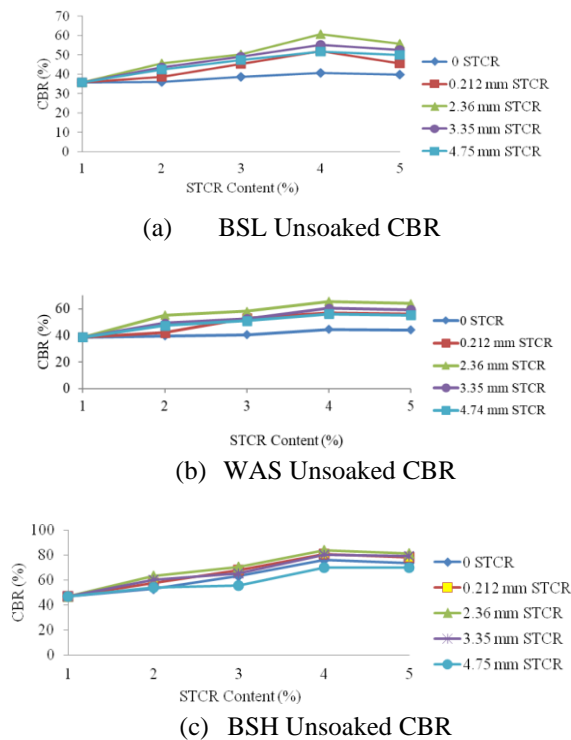 70
60
50
40
30
20
10
0
CBR (%)
1 2 3 4 5
STCR Content (%)
0 STCR
0.212 mm STCR
2.36 mm STCR
3.35 mm STCR
4.75 mm STCR
(a) BSL Unsoaked CBR
60
40
20
0
CBR (%)
1 2 3 4 5
STCR Content (%)
0 STCR
0.212 mm STCR
2.36 mm STCR
3.35 mm STCR
4.74 mm STCR
(b) WAS Unsoaked CBR
100
80
60
40
20
0
CBR (%)
1 2 3 4 5
STCR Content (%)
0 STCR
0.212 mm STCR
2.36 mm STCR
3.35 mm STCR
4.75 mm STCR
(c) BSH Unsoaked CBR